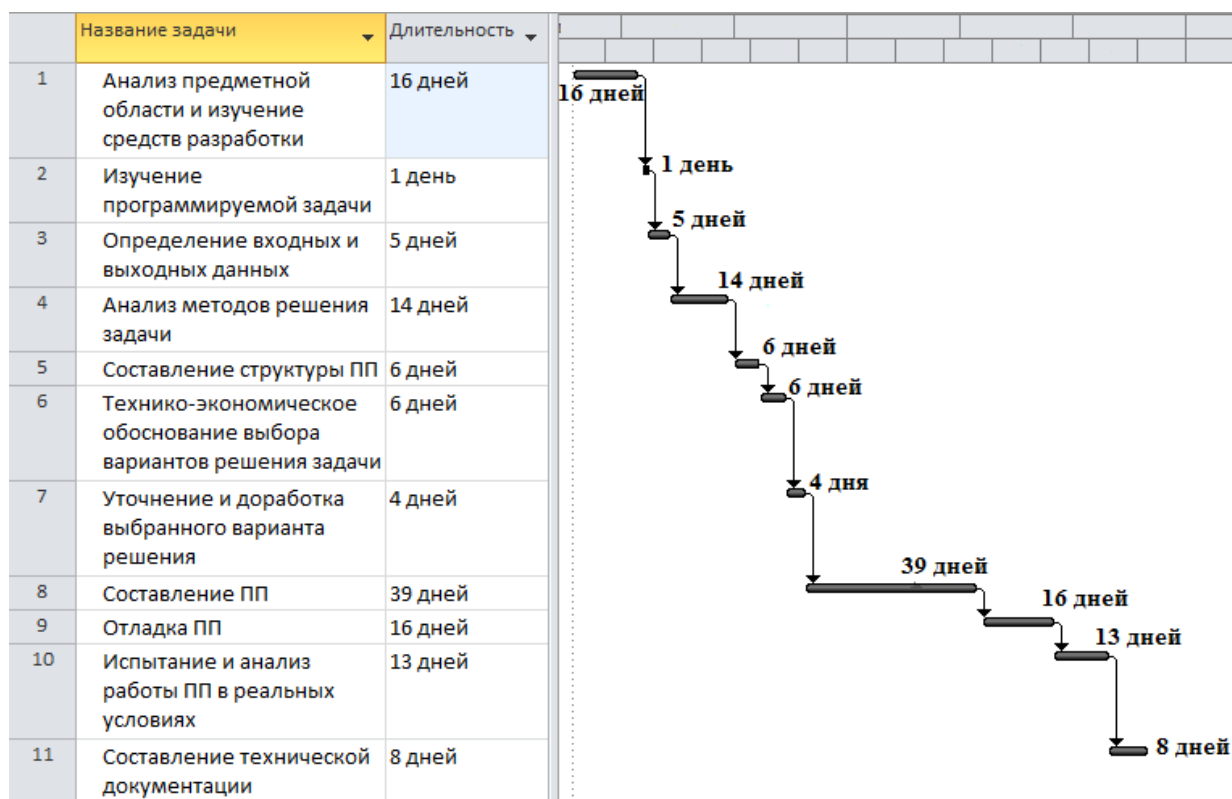 Название задачи Длительность
1 Анализ предметной 16 дней
области и изучение
средств разработки
16 дней
2 Изучение 1 день
программируемой задачи
1 день
3 Определение входных и 5 дней
выходных данных
5 дней
4 Анализ методов решения 14 дней
задачи
14 дней
5 Составление структуры ПП 6 дней
6 дней
6 Технико-экономическое 6 дней
обоснование выбора
вариантов решения задачи
6 дней
7 Уточнение и доработка 4 дней
выбранного варианта
решения
4 дня
8 Составление ПП 39 дней
39 дней
9 Отладка ПП 16 дней
16 дней
10 Испытание и анализ 13 дней
работы ПП в реальных
условиях
13 дней
11 Составление технической 8 дней
документации
8 дней